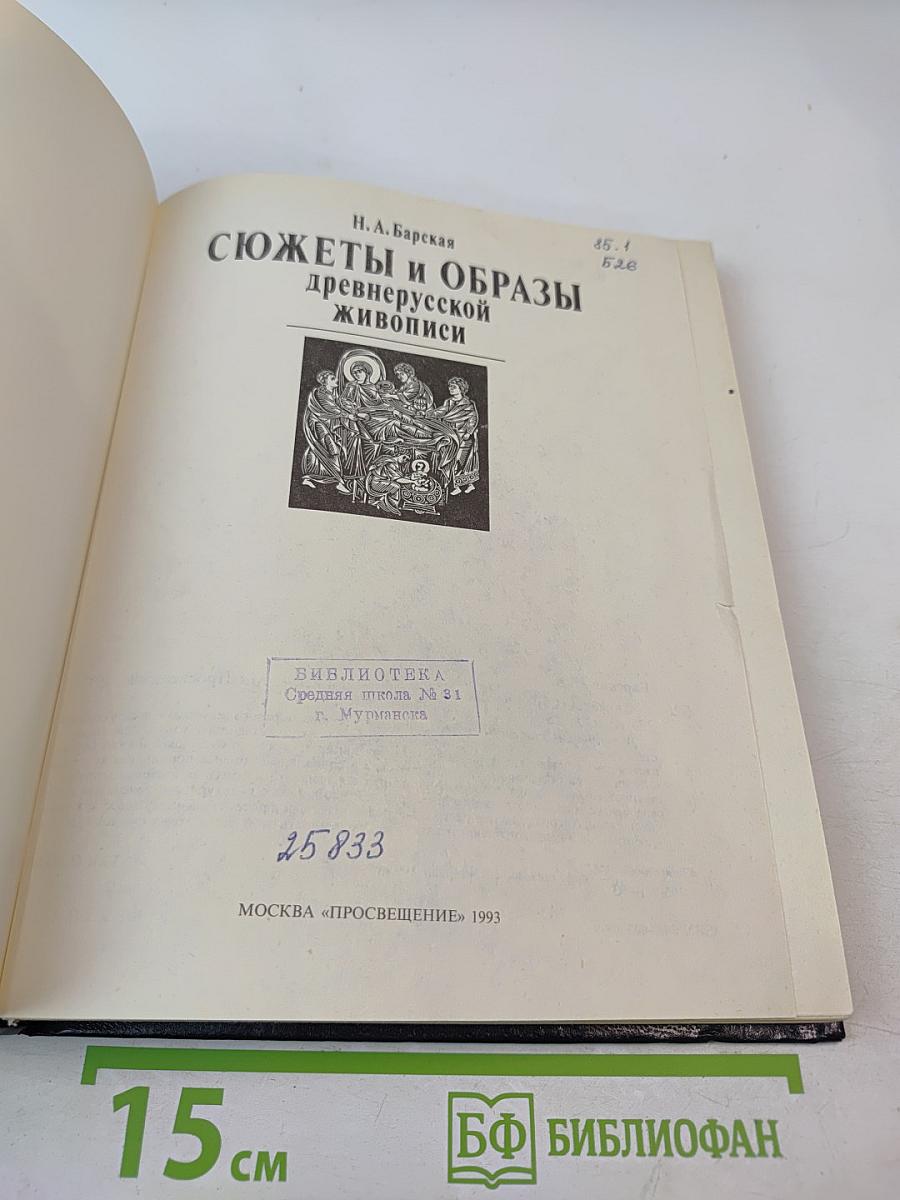 Н. А. Барская
СЮЖЕТЫ и ОБРАЗЫ
древнерусской
живописи
85.1
Б26
БИБЛИОТЕКА
Средняя школа № 31
г. Мурманска
25833
МОСКВА «ПРОСВЕЩЕНИЕ» 1993
15 см
БФ БИБЛИОФАН